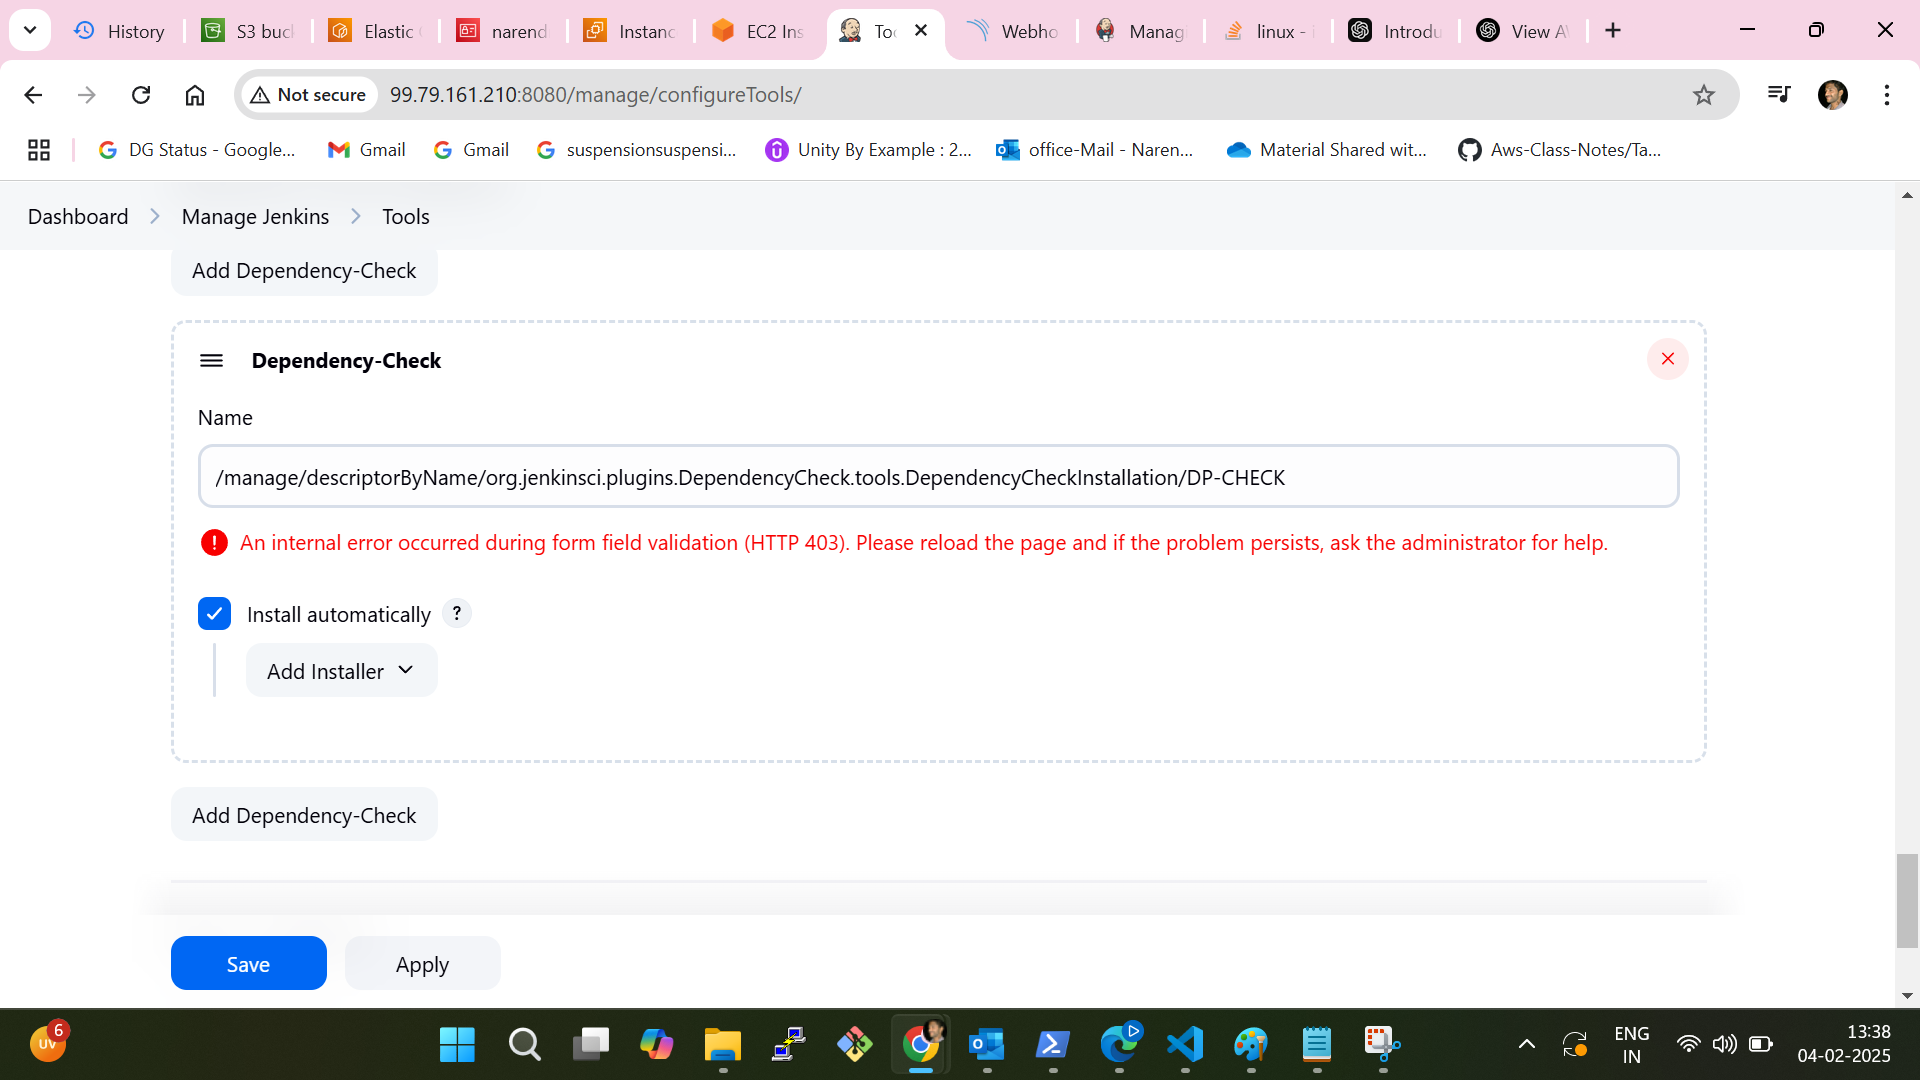 History
S3 buc
Elastic
narend
Instanc
EC2 Ins
Too
Webho
Manag
linux - i
Introdu
View A
Not secure
99.79.161.210:8080/manage/configureTools/
DG Status - Google...
Gmail
Gmail
suspensionsuspensi...
Unity By Example : 2...
office-Mail - Naren...
Material Shared wit...
Aws-Class-Notes/Ta...
Dashboard
Manage Jenkins
Tools
Add Dependency-Check
Dependency-Check
Name
/manage/descriptorByName/org.jenkinsci.plugins.DependencyCheck.tools.DependencyCheckInstallation/DP-CHECK
An internal error occurred during form field validation (HTTP 403). Please reload the page and if the problem persists, ask the administrator for help.
Install automatically ?
Add Installer
Add Dependency-Check
Save
Apply
6
UV
ENG
IN
13:38
04-02-2025